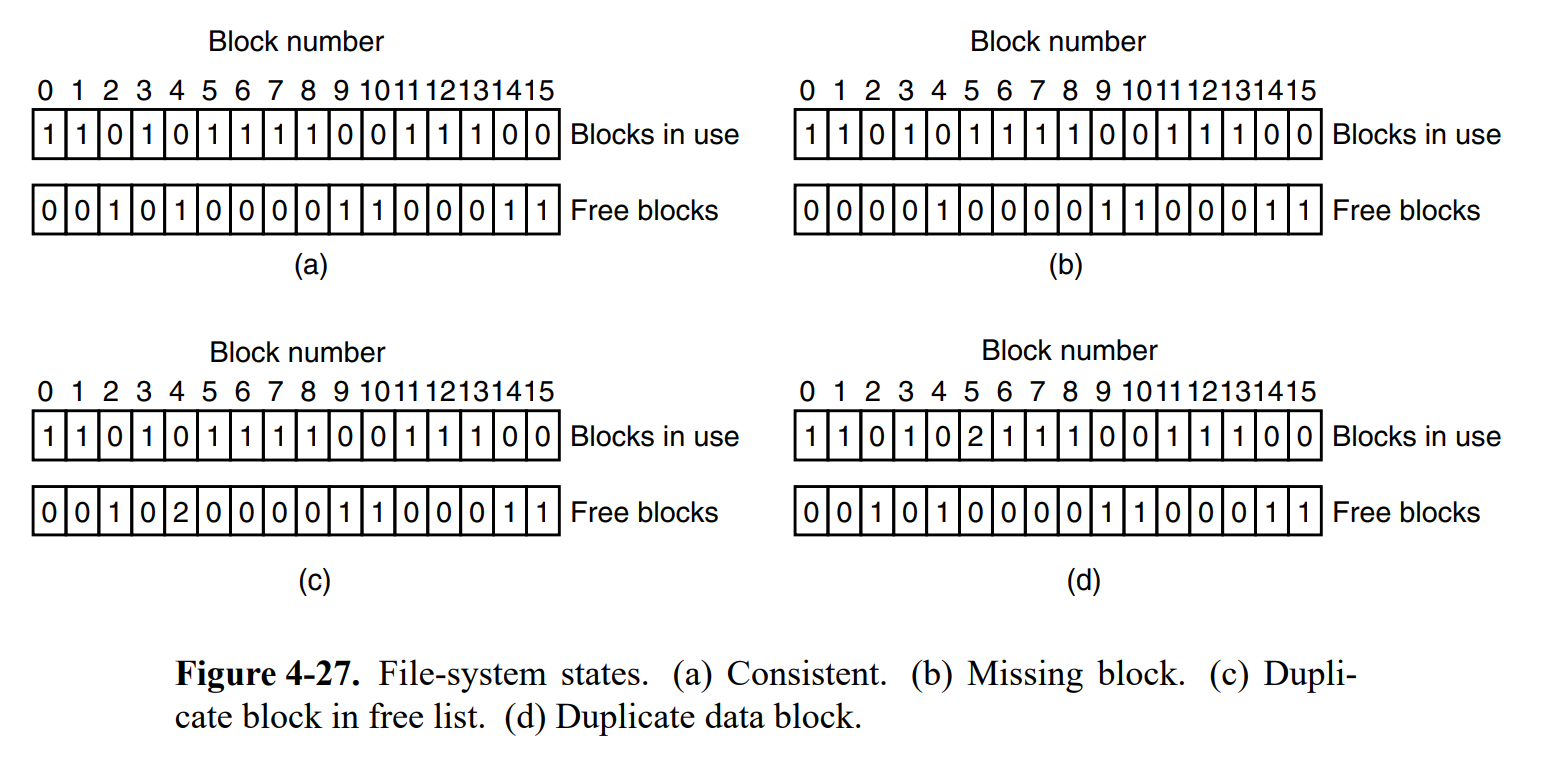 Block number
0 1 2 3 4 5 6 7 8 9 10 11 12 13 14 15
1 1 0 1 0 1 1 1 1 0 0 1 1 1 0 0 Blocks in use
0 0 1 0 1 0 0 0 0 1 1 0 0 0 1 1 Free blocks
(a)
Block number
0 1 2 3 4 5 6 7 8 9 10 11 12 13 14 15
1 1 0 1 0 1 1 1 1 0 0 1 1 1 0 0 Blocks in use
0 0 0 0 1 0 0 0 0 1 1 0 0 0 1 1 Free blocks
(b)
Block number
0 1 2 3 4 5 6 7 8 9 10 11 12 13 14 15
1 1 0 1 0 1 1 1 1 0 0 1 1 1 0 0 Blocks in use
0 0 1 0 2 0 0 0 0 1 1 0 0 0 1 1 Free blocks
(c)
Block number
0 1 2 3 4 5 6 7 8 9 10 11 12 13 14 15
1 1 0 1 0 2 1 1 1 0 0 1 1 1 0 0 Blocks in use
0 0 1 0 1 0 0 0 0 1 1 0 0 0 1 1 Free blocks
(d)
Figure 4-27. File-system states. (a) Consistent. (b) Missing block. (c) Dupli-
cate block in free list. (d) Duplicate data block.